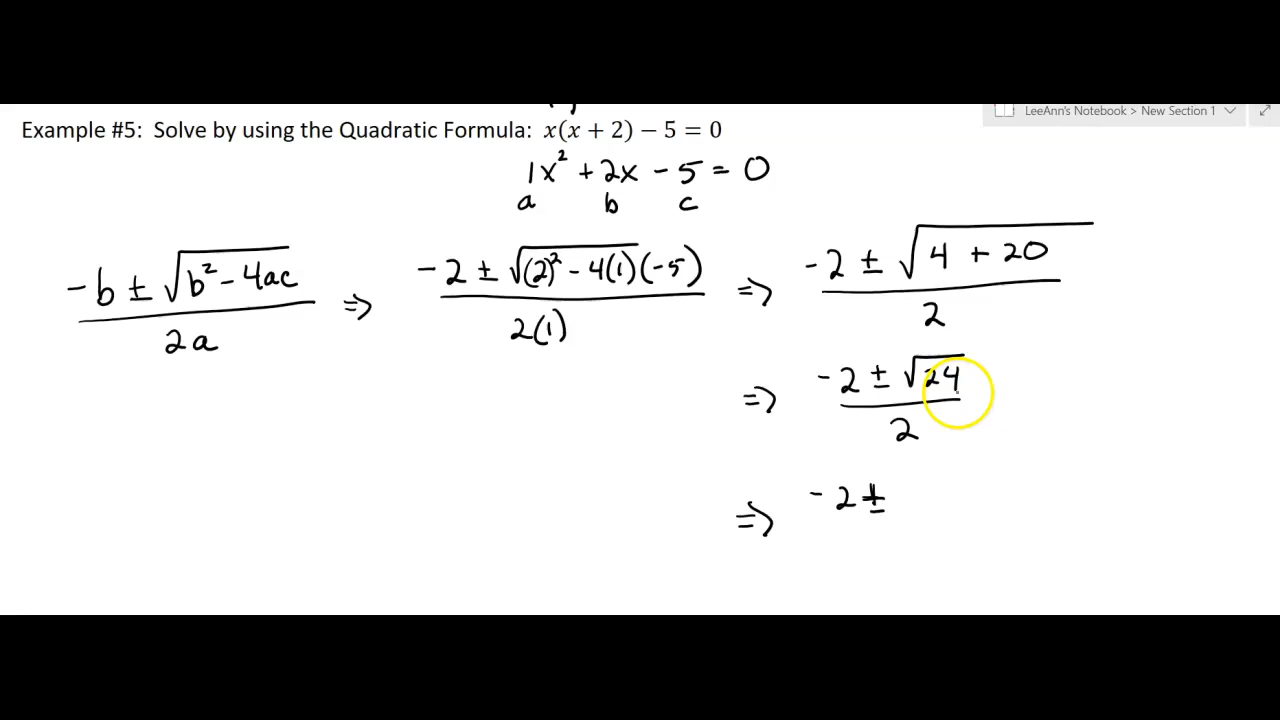 LeeAnn's Notebook > New Section 1
Example #5: Solve by using the Quadratic Formula: x(x + 2) − 5 = 0
1x² + 2x - 5 = 0
a b c
-b ± √(b² - 4ac) / 2a ⇒ -2 ± √((2)² - 4(1)(-5)) / 2(1) ⇒ -2 ± √(4 + 20) / 2
⇒ -2 ± √24 / 2
⇒ -2 ±